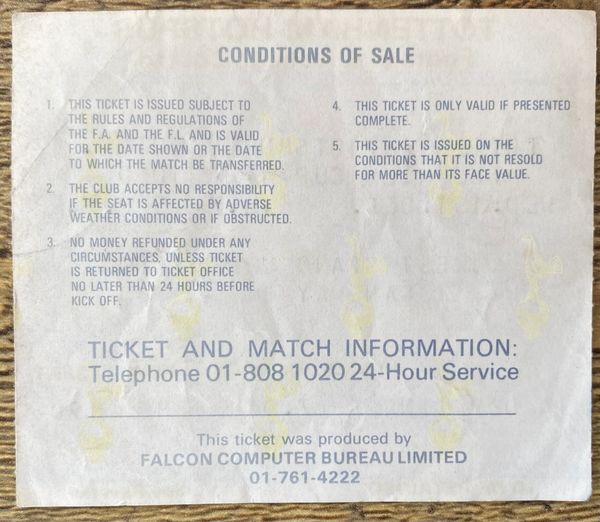 CONDITIONS OF SALE
1. THIS TICKET IS ISSUED SUBJECT TO
THE RULES AND REGULATIONS OF
THE F.A. AND THE F.L. AND IS VALID
FOR THE DATE SHOWN OR THE DATE
TO WHICH THE MATCH BE TRANSFERRED.
2. THE CLUB ACCEPTS NO RESPONSIBILITY
IF THE SEAT IS AFFECTED BY ADVERSE
WEATHER CONDITIONS OR IF OBSTRUCTED.
3. NO MONEY REFUNDED UNDER ANY
CIRCUMSTANCES, UNLESS TICKET
IS RETURNED TO TICKET OFFICE
NO LATER THAN 24 HOURS BEFORE
KICK OFF.
4. THIS TICKET IS ONLY VALID IF PRESENTED
COMPLETE.
5. THIS TICKET IS ISSUED ON THE
CONDITIONS THAT IT IS NOT RESOLD
FOR MORE THAN ITS FACE VALUE.
TICKET AND MATCH INFORMATION:
Telephone 01-808 1020 24-Hour Service
This ticket was produced by
FALCON COMPUTER BUREAU LIMITED
01-761-4222